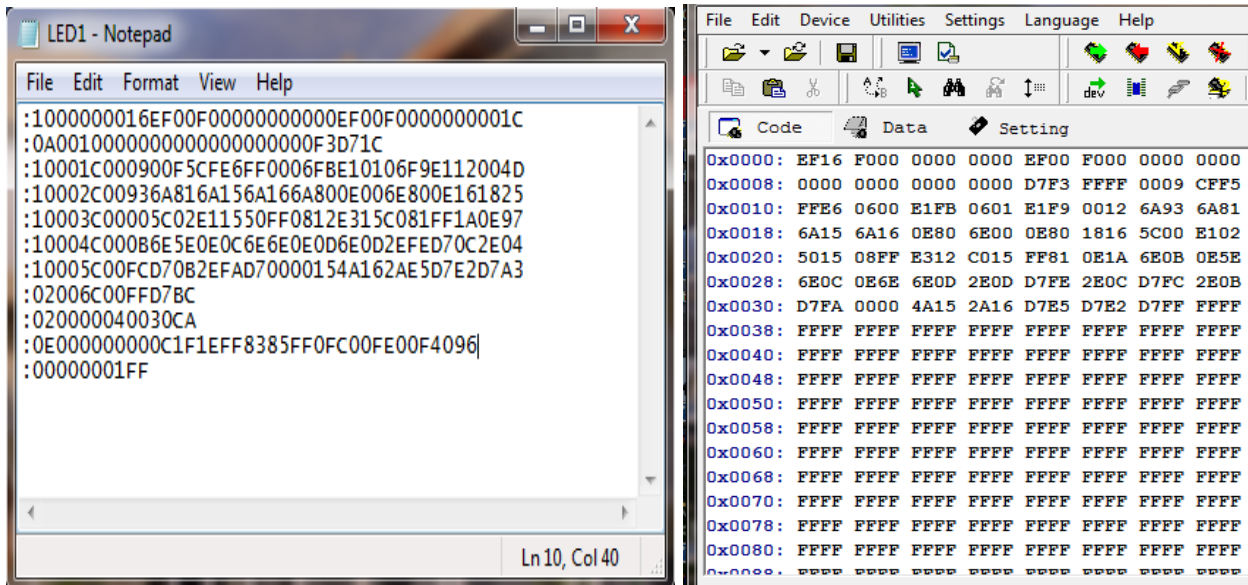 LED1 - Notepad
File Edit Format View Help
:1000000016EF00F00000000000EF00F0000000001C
:0A0010000000000000000000F3D71C
:10001C000900F5CFE6FF0006FBE10106F9E112004D
:10002C00936A816A156A166A800E006E800E161825
:10003C00005C02E11550FF0812E315C081FF1A0E97
:10004C000B6E5E0E0C6E6E0E0D6E0D2EFED70C2E04
:10005C00FCD70B2EFAD70000154A162AE5D7E2D7A3
:02006C00FFD7BC
:020000040030CA
:0E000000000C1F1EFF8385FF0FC00FE00F4096
:00000001FF
Ln 10, Col 40
File Edit Device Utilities Settings Language Help
dev
Code Data Setting
0x0000: EF16 F000 0000 0000 EF00 F000 0000 0000
0x0008: 0000 0000 0000 0000 D7F3 FFFF 0009 CFF5
0x0010: FFE6 0600 E1FB 0601 E1F9 0012 6A93 6A81
0x0018: 6A15 6A16 0E80 6E00 0E80 1816 5C00 E102
0x0020: 5015 08FF E312 C015 FF81 0E1A 6E0B 0E5E
0x0028: 6E0C 0E6E 6E0D 2E0D D7FE 2E0C D7FC 2E0B
0x0030: D7FA 0000 4A15 2A16 D7E5 D7E2 D7FF FFFF
0x0038: FFFF FFFF FFFF FFFF FFFF FFFF FFFF FFFF
0x0040: FFFF FFFF FFFF FFFF FFFF FFFF FFFF FFFF
0x0048: FFFF FFFF FFFF FFFF FFFF FFFF FFFF FFFF
0x0050: FFFF FFFF FFFF FFFF FFFF FFFF FFFF FFFF
0x0058: FFFF FFFF FFFF FFFF FFFF FFFF FFFF FFFF
0x0060: FFFF FFFF FFFF FFFF FFFF FFFF FFFF FFFF
0x0068: FFFF FFFF FFFF FFFF FFFF FFFF FFFF FFFF
0x0070: FFFF FFFF FFFF FFFF FFFF FFFF FFFF FFFF
0x0078: FFFF FFFF FFFF FFFF FFFF FFFF FFFF FFFF
0x0080: FFFF FFFF FFFF FFFF FFFF FFFF FFFF FFFF